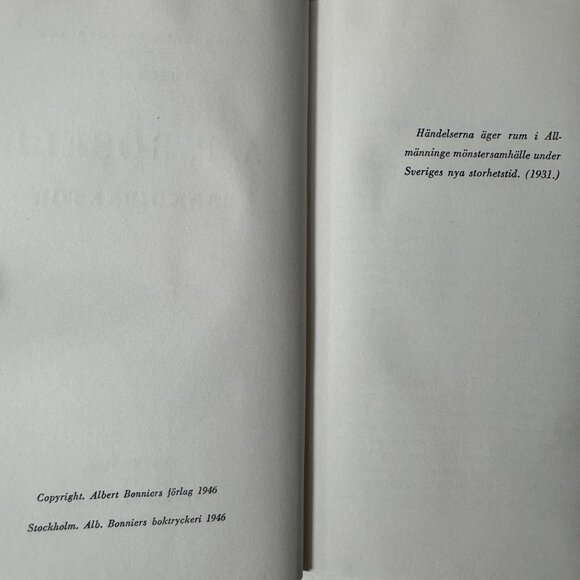 Copyright. Albert Bonniers förlag 1946
Stockholm. Alb. Bonniers boktryckeri 1946
Händelserna äger rum i All-
männinge mönstersamhälle under
Sveriges nya storhetstid. (1931.)